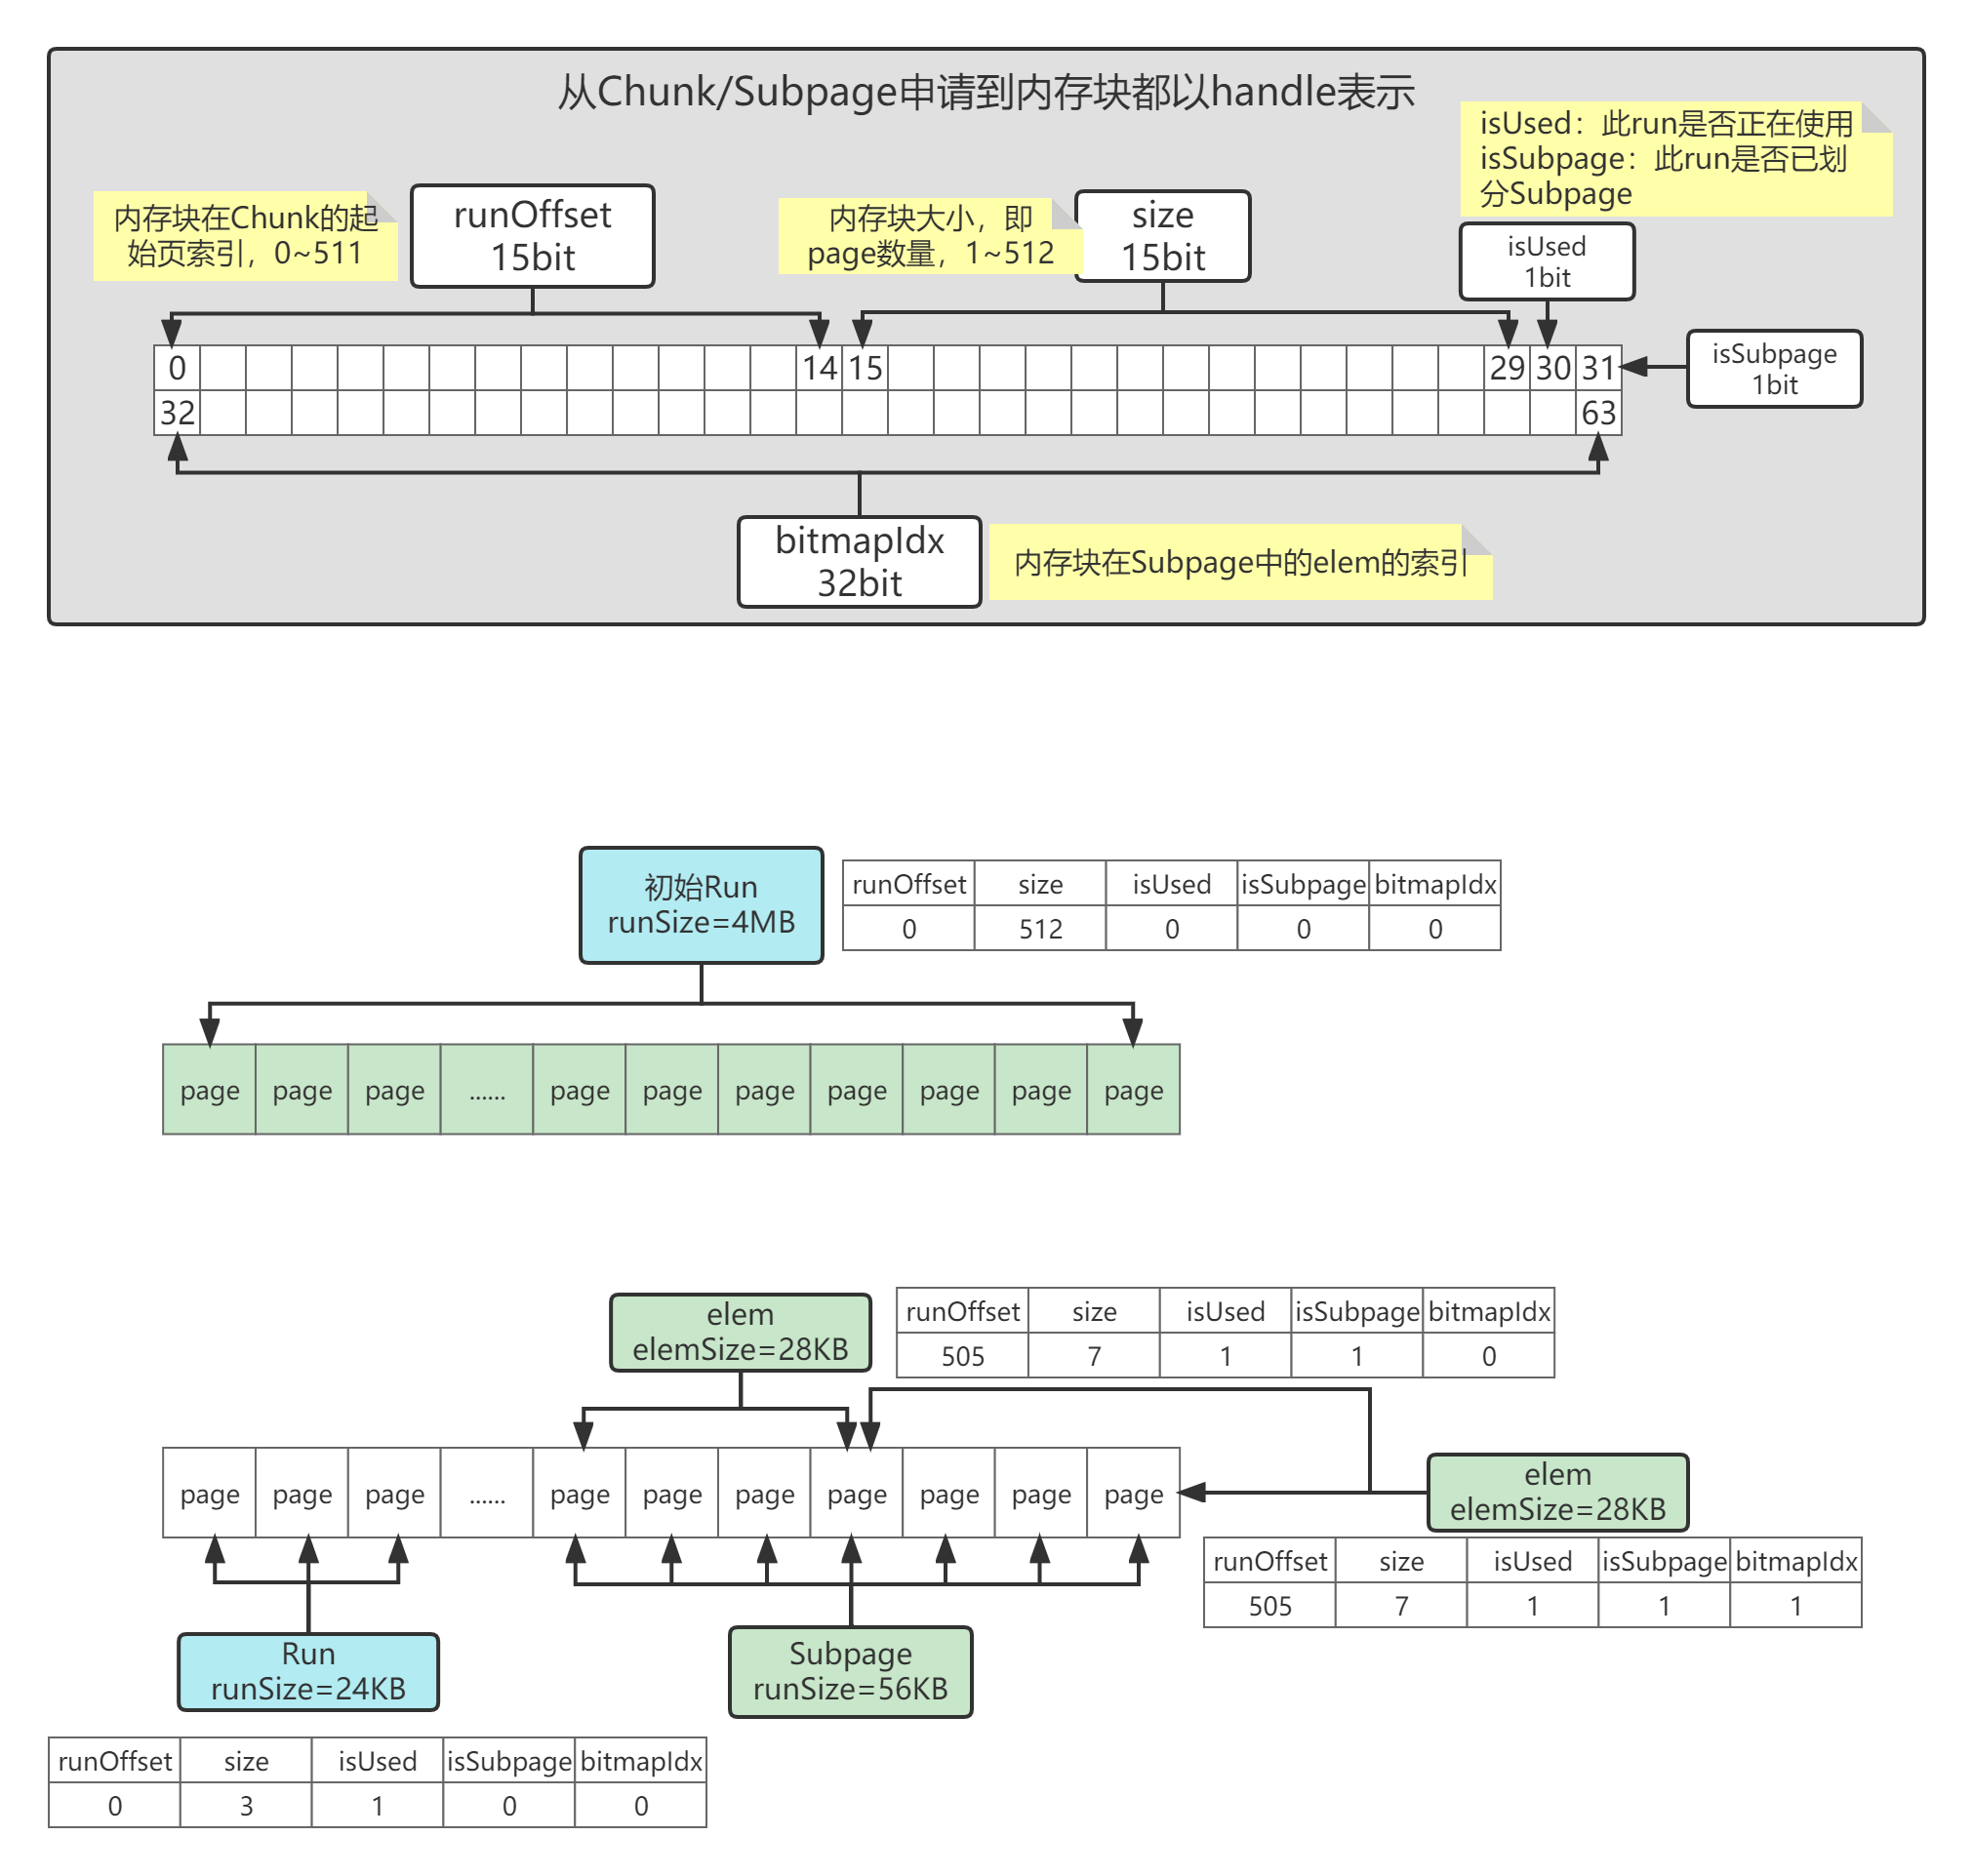 从Chunk/Subpage申请到内存块都以handle表示
isUsed：此run是否正在使用
isSubpage：此run是否已划
分Subpage
内存块在Chunk的起
始页索引，0~511
runOffset
15bit
内存块大小，即
page数量，1~512
size
15bit
isUsed
1bit
isSubpage
1bit
0 14 15 29 30 31
32 63
bitmapIdx
32bit
内存块在Subpage中的elem的索引
初始Run
runSize=4MB
runOffset size isUsed isSubpage bitmapIdx
0 512 0 0 0
page page page ...... page page page page page page page
elem
elemSize=28KB
runOffset size isUsed isSubpage bitmapIdx
505 7 1 1 0
page page page ...... page page page page page page page
elem
elemSize=28KB
runOffset size isUsed isSubpage bitmapIdx
505 7 1 1 1
Run
runSize=24KB
Subpage
runSize=56KB
runOffset size isUsed isSubpage bitmapIdx
0 3 1 0 0